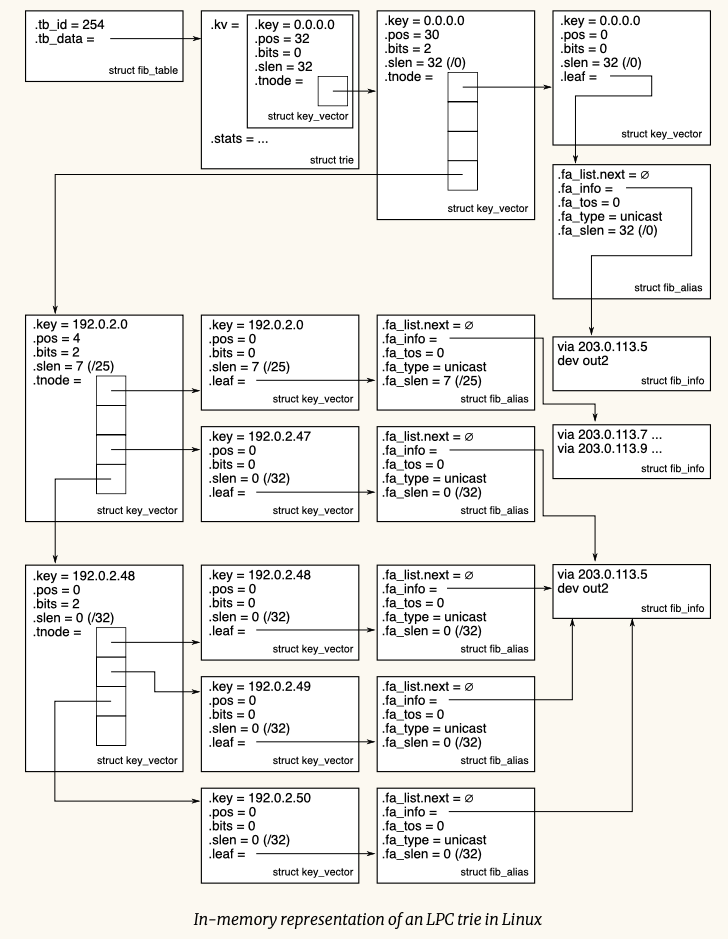 .tb_id = 254
.tb_data =
struct fib_table
.kv =
.key = 0.0.0.0
.pos = 32
.bits = 0
.slen = 32
.tnode =
struct key_vector
.stats = ...
struct trie
.key = 0.0.0.0
.pos = 30
.bits = 2
.slen = 32 (/0)
.tnode =
struct key_vector
.key = 0.0.0.0
.pos = 0
.bits = 0
.slen = 32 (/0)
.leaf =
struct key_vector
.fa_list.next = ∅
.fa_info =
.fa_tos = 0
.fa_type = unicast
.fa_slen = 32 (/0)
struct fib_alias
via 203.0.113.5
dev out2
struct fib_info
.key = 192.0.2.0
.pos = 4
.bits = 2
.slen = 7 (/25)
.tnode =
struct key_vector
.key = 192.0.2.0
.pos = 0
.bits = 0
.slen = 7 (/25)
.leaf =
struct key_vector
.fa_list.next = ∅
.fa_info =
.fa_tos = 0
.fa_type = unicast
.fa_slen = 7 (/25)
struct fib_alias
via 203.0.113.7 ...
via 203.0.113.9 ...
struct fib_info
.key = 192.0.2.47
.pos = 0
.bits = 0
.slen = 0 (/32)
.leaf =
struct key_vector
.fa_list.next = ∅
.fa_info =
.fa_tos = 0
.fa_type = unicast
.fa_slen = 0 (/32)
struct fib_alias
.key = 192.0.2.48
.pos = 0
.bits = 2
.slen = 0 (/32)
.tnode =
struct key_vector
.key = 192.0.2.48
.pos = 0
.bits = 0
.slen = 0 (/32)
.leaf =
struct key_vector
.fa_list.next = ∅
.fa_info =
.fa_tos = 0
.fa_type = unicast
.fa_slen = 0 (/32)
struct fib_alias
via 203.0.113.5
dev out2
struct fib_info
.key = 192.0.2.49
.pos = 0
.bits = 0
.slen = 0 (/32)
.leaf =
struct key_vector
.fa_list.next = ∅
.fa_info =
.fa_tos = 0
.fa_type = unicast
.fa_slen = 0 (/32)
struct fib_alias
.key = 192.0.2.50
.pos = 0
.bits = 0
.slen = 0 (/32)
.leaf =
struct key_vector
.fa_list.next = ∅
.fa_info =
.fa_tos = 0
.fa_type = unicast
.fa_slen = 0 (/32)
struct fib_alias
In-memory representation of an LPC trie in Linux